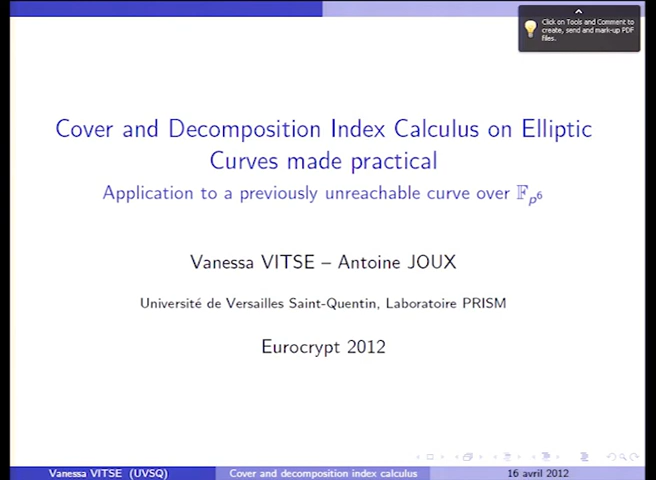 Click on Tools and Comment to
create, send and mark-up PDF
files.
Cover and Decomposition Index Calculus on Elliptic
Curves made practical
Application to a previously unreachable curve over 𝔽p⁶
Vanessa VITSE – Antoine JOUX
Université de Versailles Saint-Quentin, Laboratoire PRISM
Eurocrypt 2012
Vanessa VITSE (UVSQ) Cover and decomposition index calculus 16 avril 2012